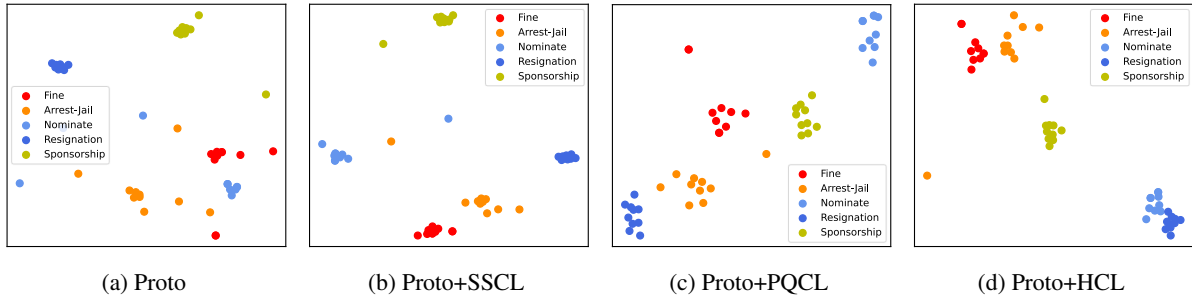 Fine
Arrest-Jail
Nominate
Resignation
Sponsorship
Fine
Arrest-Jail
Nominate
Resignation
Sponsorship
Fine
Arrest-Jail
Nominate
Resignation
Sponsorship
Fine
Arrest-Jail
Nominate
Resignation
Sponsorship
(a) Proto
(b) Proto+SSCL
(c) Proto+PQCL
(d) Proto+HCL